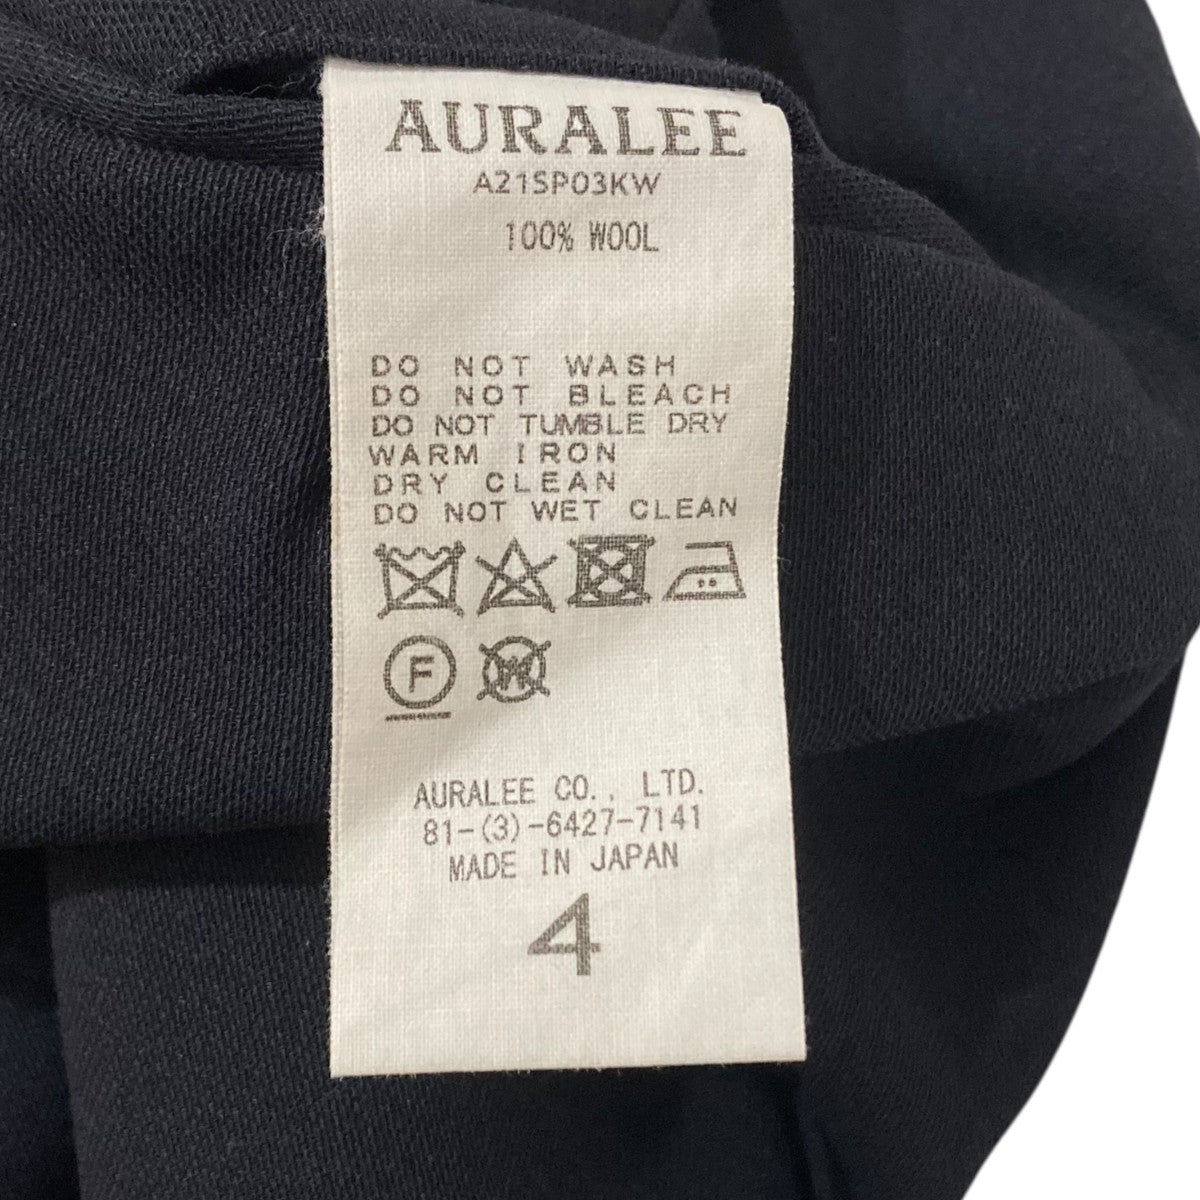 AURALEE
A21SP03KW
100% WOOL
DO NOT WASH
DO NOT BLEACH
DO NOT TUMBLE DRY
WARM IRON
DRY CLEAN
DO NOT WET CLEAN
F W
AURALEE CO., LTD.
81-(3)-6427-7141
MADE IN JAPAN
4